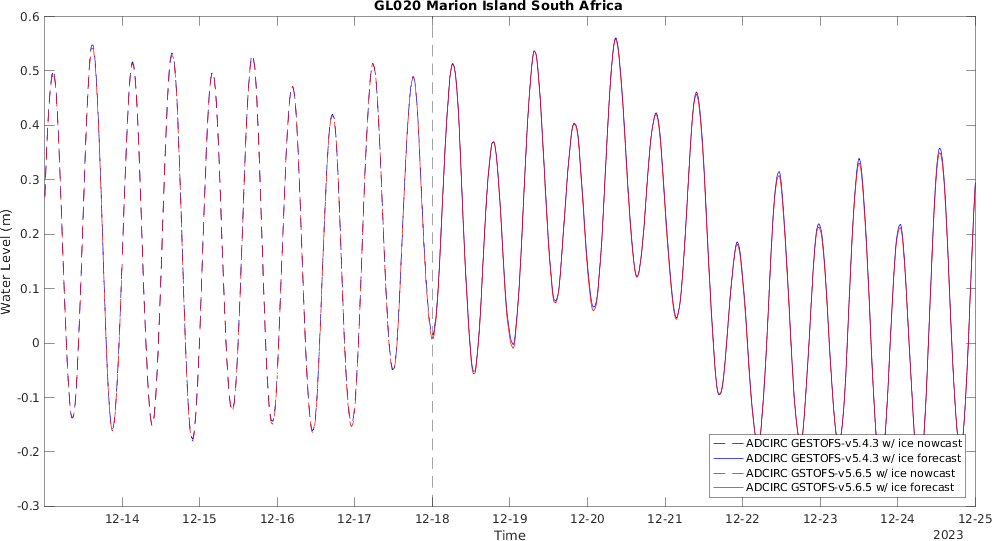 GL020 Marion Island South Africa
0.6
0.5
0.4
0.3
0.2
0.1
0
-0.1
-0.2
-0.3
Water Level (m)
ADCIRC GESTOFS-v5.4.3 w/ ice nowcast
ADCIRC GESTOFS-v5.4.3 w/ ice forecast
ADCIRC GSTOFS-v5.6.5 w/ ice nowcast
ADCIRC GSTOFS-v5.6.5 w/ ice forecast
12-14 12-15 12-16 12-17 12-18 12-19 12-20 12-21 12-22 12-23 12-24 12-25
Time
2023